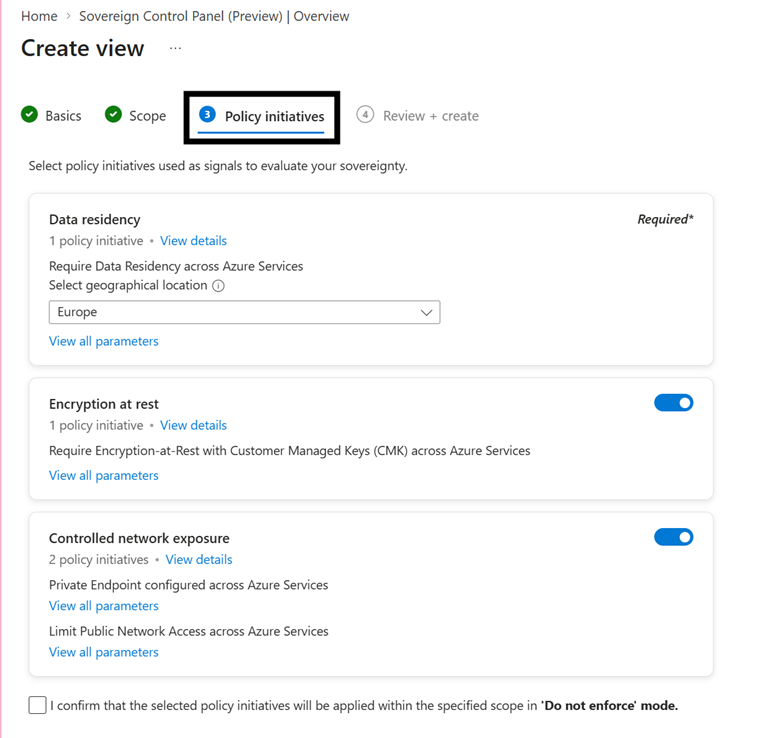 Home > Sovereign Control Panel (Preview) | Overview
Create view ...
Basics Scope 3 Policy initiatives 4 Review + create
Select policy initiatives used as signals to evaluate your sovereignty.
Data residency Required*
1 policy initiative • View details
Require Data Residency across Azure Services
Select geographical location
Europe
View all parameters
Encryption at rest
1 policy initiative • View details
Require Encryption-at-Rest with Customer Managed Keys (CMK) across Azure Services
View all parameters
Controlled network exposure
2 policy initiatives • View details
Private Endpoint configured across Azure Services
View all parameters
Limit Public Network Access across Azure Services
View all parameters
I confirm that the selected policy initiatives will be applied within the specified scope in 'Do not enforce' mode.